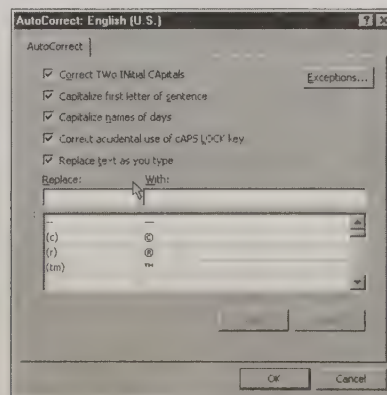 AutoCorrect: English (U.S.)
AutoCorrect
Correct TWo INitial CApitals
Exceptions...
Capitalize first letter of sentence
Capitalize names of days
Correct accidental use of cAPS LOCK key
Replace text as you type
Replace: With:
-- —
(c) ©
(r) ®
(tm) ™
OK Cancel